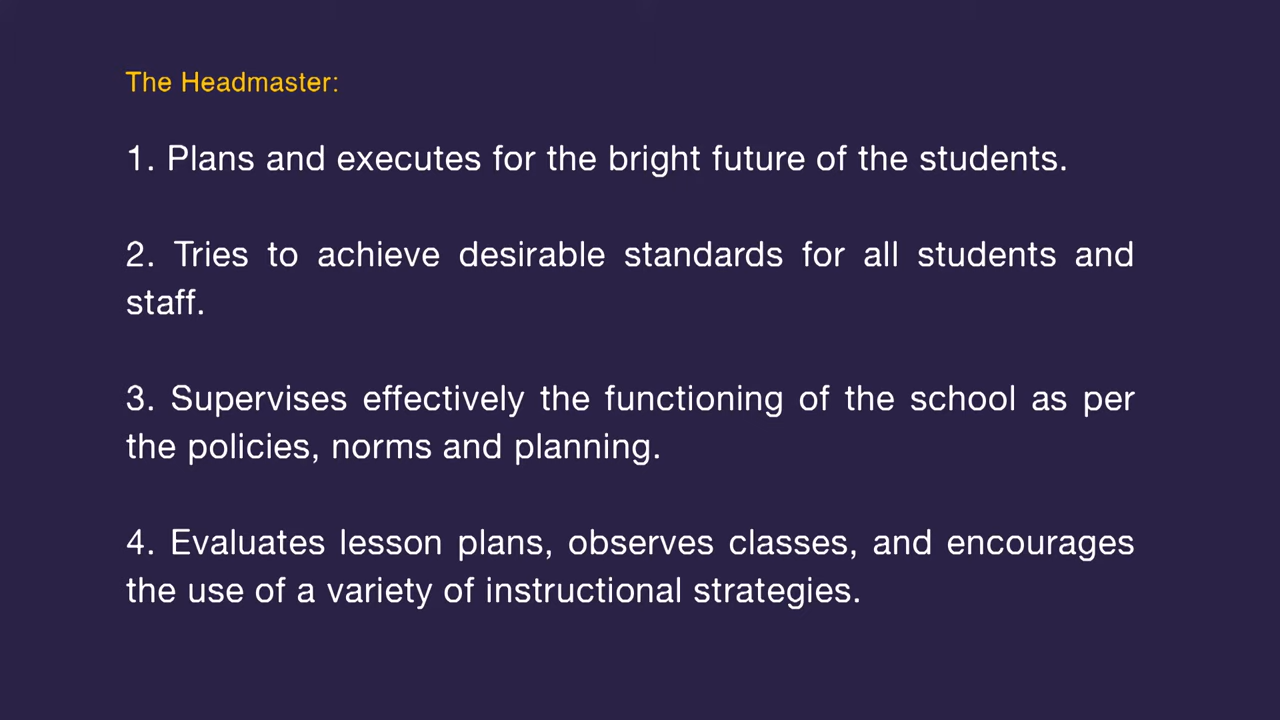 The Headmaster:
1. Plans and executes for the bright future of the students.
2. Tries to achieve desirable standards for all students and
staff.
3. Supervises effectively the functioning of the school as per
the policies, norms and planning.
4. Evaluates lesson plans, observes classes, and encourages
the use of a variety of instructional strategies.